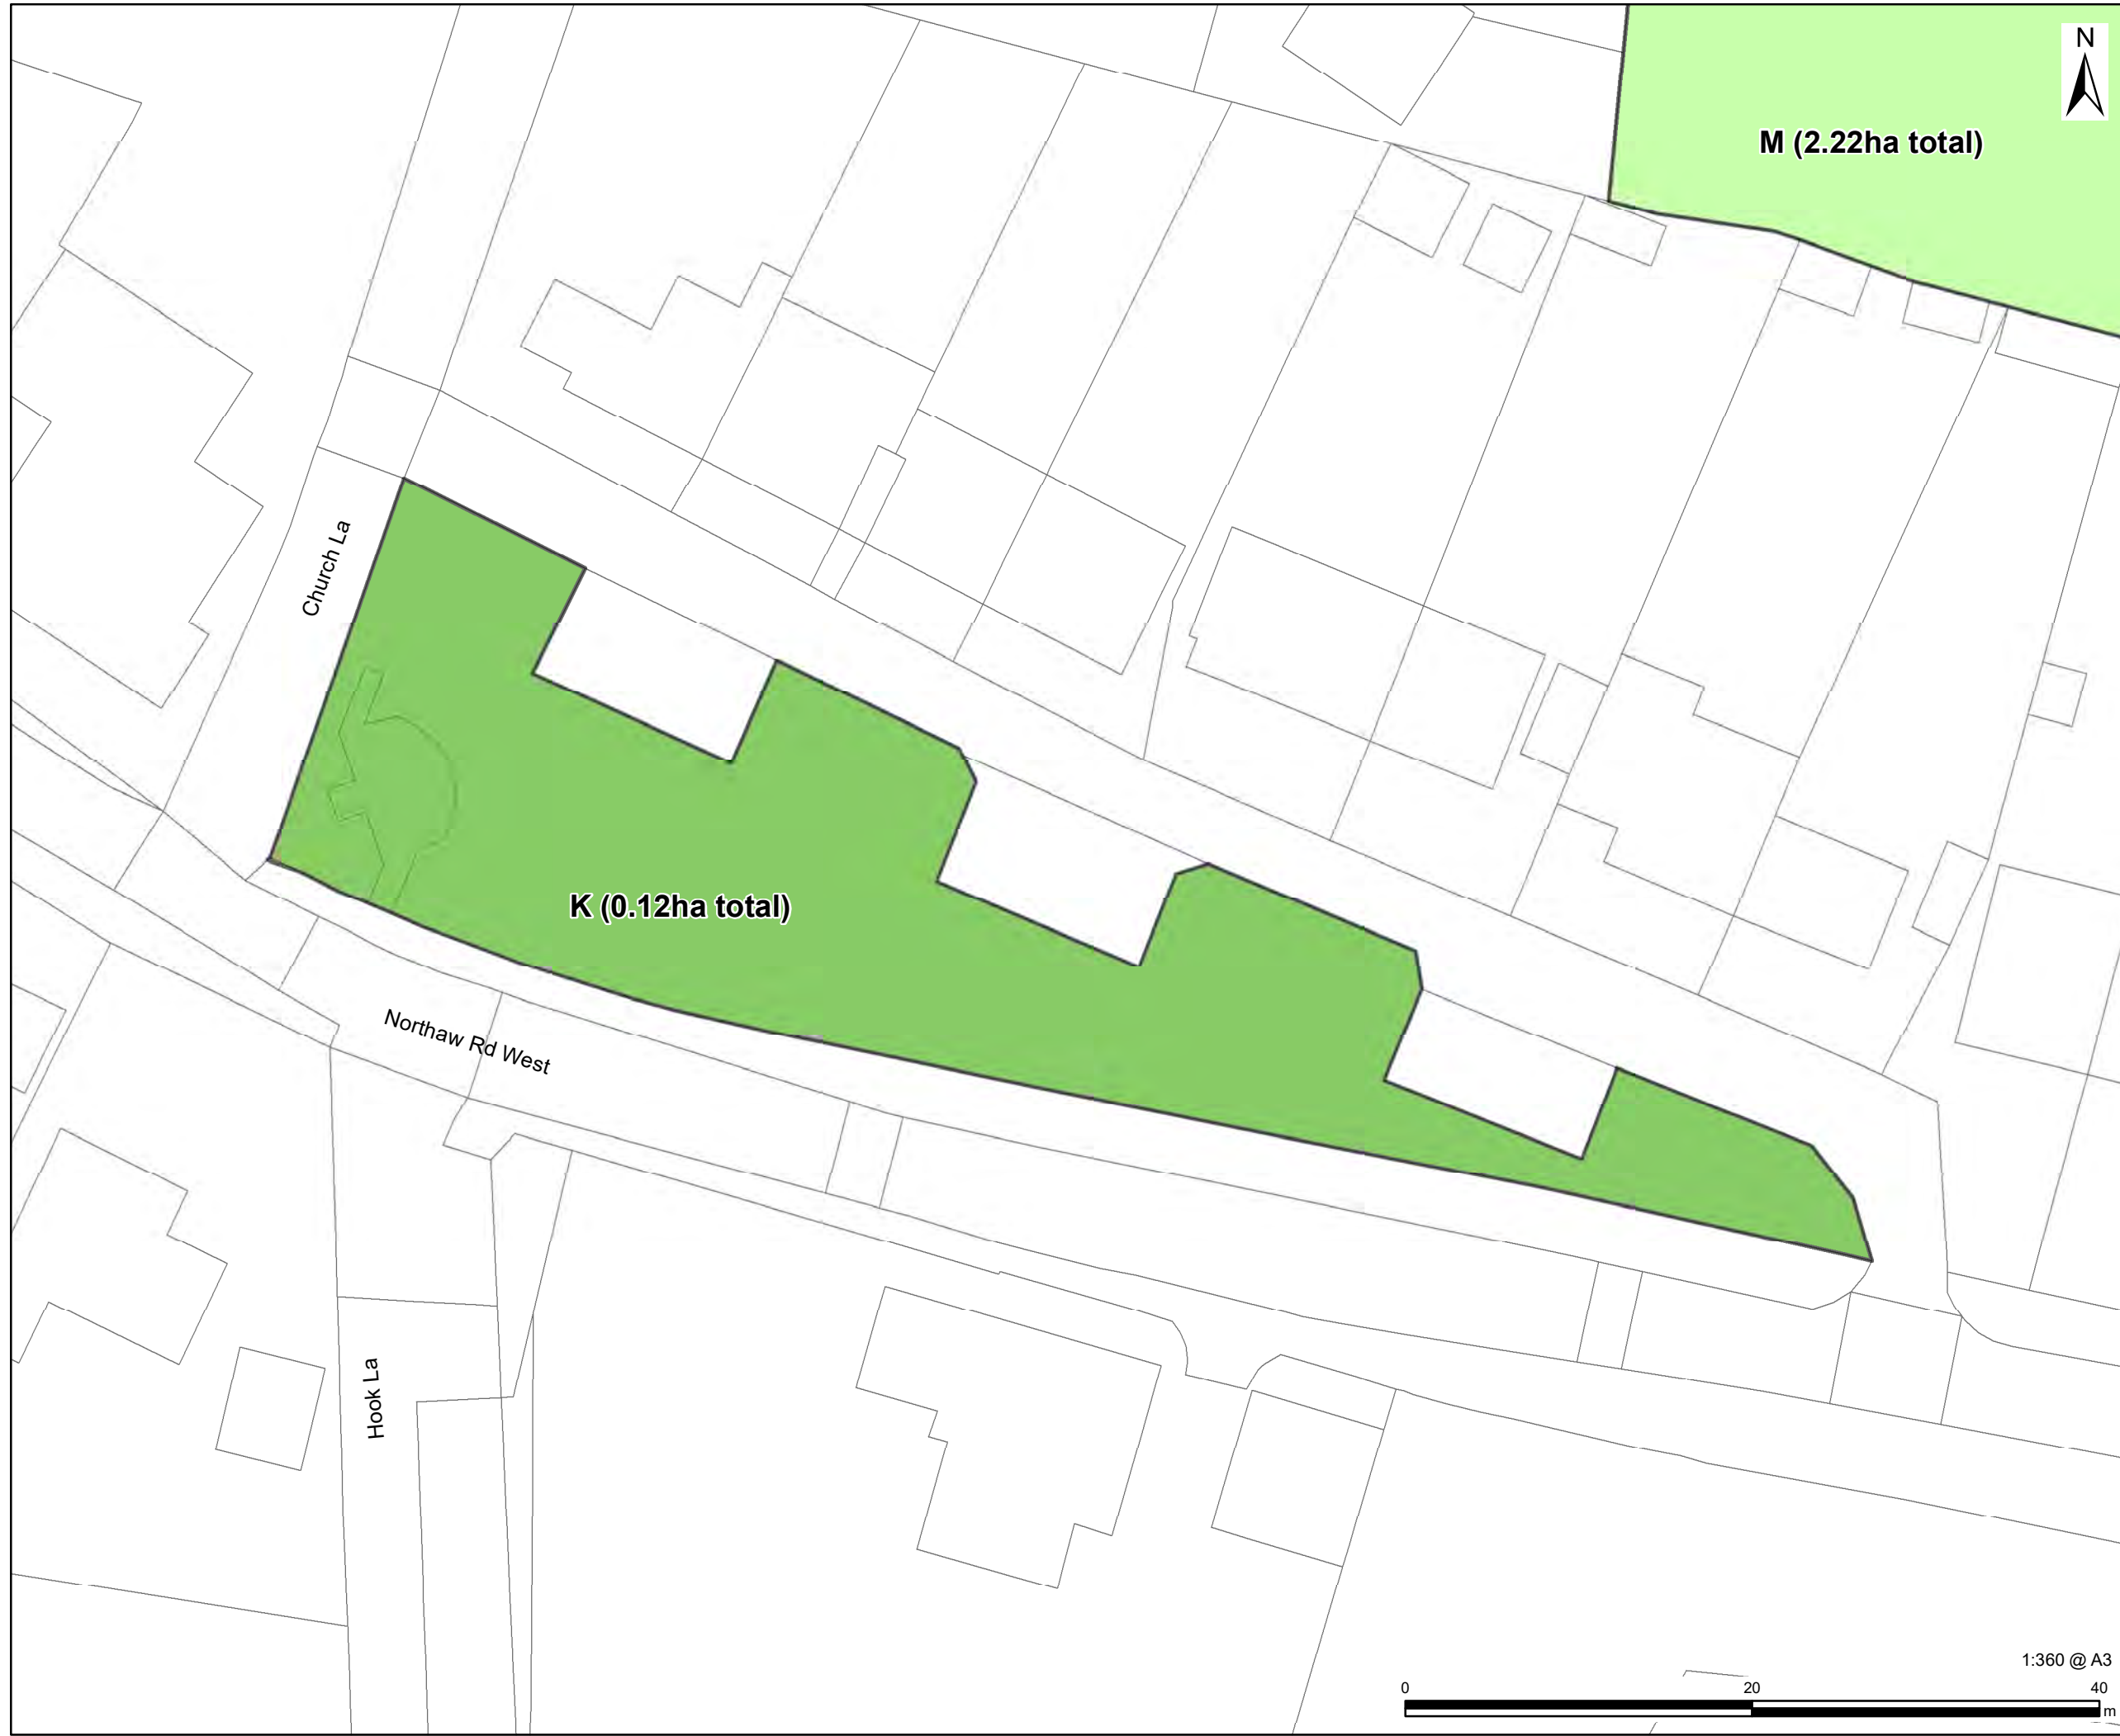 N
M (2.22ha total)
Church La
K (0.12ha total)
Northaw Rd West
Hook La
1:360 @ A3
0 20 40
m